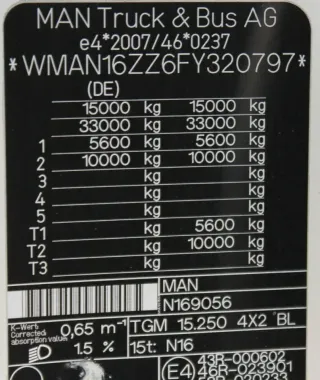 MAN Truck & Bus AG
e4*2007/46*0237
*WMAN16ZZ6FY320797*
(DE)
15000 kg 15000 kg
33000 kg 33000 kg
1 5600 kg 5600 kg
2 10000 kg 10000 kg
3 kg kg
4 kg kg
5 kg kg
T1 kg 5600 kg
T2 kg 10000 kg
T3 kg kg
MAN
N169056
K-Wert
Corrected
absorption value
0,65 m⁻¹
TGM 15.250 4X2 BL
1.5 %
15t: N16
E4
43R-000602
46R-023901